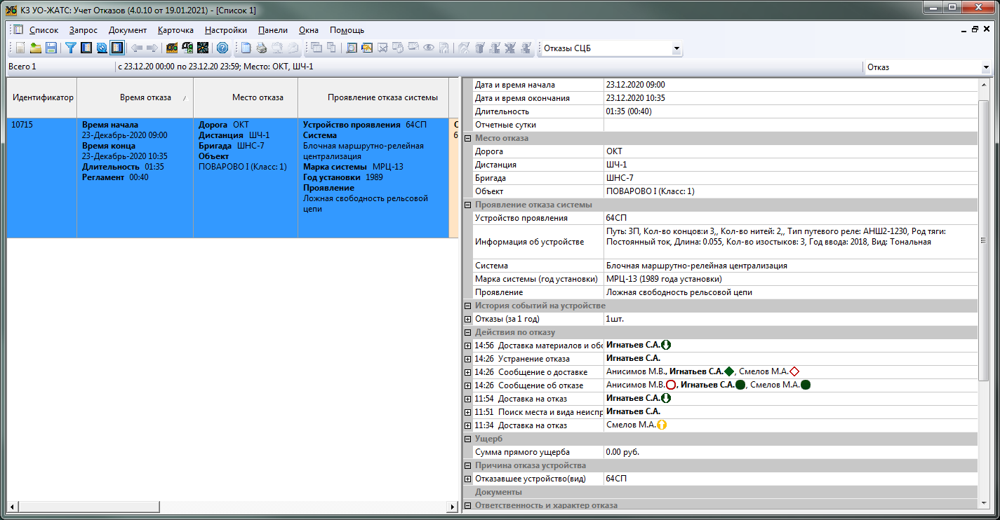 КЗ УО-ЖАТС: Учет Отказов (4.0.10 от 19.01.2021) - [Список 1]
Список Запрос Документ Карточка Настройки Панели Окна Помощь
Отказы СЦБ
Всего 1 с 23.12.20 00:00 по 23.12.20 23:59; Место: ОКТ, ШЧ-1 Отказ
Идентификатор Время отказа Место отказа Проявление отказа системы
10715
Время начала
23-Декабрь-2020 09:00
Время конца
23-Декабрь-2020 10:35
Длительность 01:35
Регламент 00:40
Дорога ОКТ
Дистанция ШЧ-1
Бригада ШНС-7
Объект
ПОВАРОВО I (Класс: 1)
Устройство проявления 64СП
Система
Блочная маршрутно-релейная
централизация
Марка системы МРЦ-13
Год установки 1989
Проявление
Ложная свободность рельсовой
цепи
С
6
Дата и время начала 23.12.2020 09:00
Дата и время окончания 23.12.2020 10:35
Длительность 01:35 (00:40)
Отчетные сутки
Место отказа
Дорога ОКТ
Дистанция ШЧ-1
Бригада ШНС-7
Объект ПОВАРОВО I (Класс: 1)
Проявление отказа системы
Устройство проявления 64СП
Информация об устройстве
Путь: 3П, Кол-во концов:и 3,, Кол-во нитей: 2,, Тип путевого реле: АНШ2-1230, Род тяги:
Постоянный ток, Длина: 0.055, Кол-во изостыков: 3, Год ввода: 2018, Вид: Тональная
Система Блочная маршрутно-релейная централизация
Марка системы (год установки) МРЦ-13 (1989 года установки)
Проявление Ложная свободность рельсовой цепи
История событий на устройстве
Отказы (за 1 год) 1шт.
Действия по отказу
14:56 Доставка материалов и обо Игнатьев С.А.
14:26 Устранение отказа Игнатьев С.А.
14:26 Сообщение о доставке Анисимов М.В., Игнатьев С.А. , Смелов М.А.
14:26 Сообщение об отказе Анисимов М.В. , Игнатьев С.А. , Смелов М.А.
11:54 Доставка на отказ Игнатьев С.А.
11:51 Поиск места и вида неиспр Игнатьев С.А.
11:34 Доставка на отказ Смелов М.А.
Ущерб
Сумма прямого ущерба 0.00 руб.
Причина отказа устройства
Отказавшее устройство(вид) 64СП
Документы
Ответственность и характер отказа